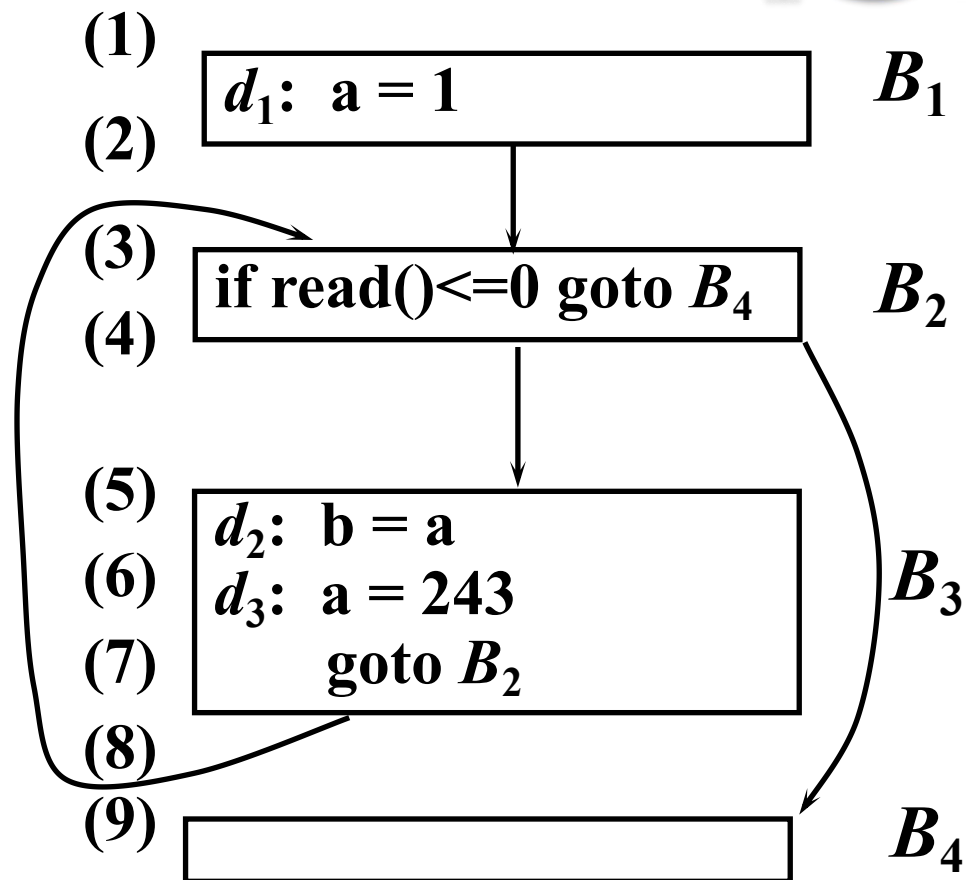 (1)
d₁: a = 1
B₁
(2)
(3)
if read()<=0 goto B₄
B₂
(4)
(5)
d₂: b = a
(6)
d₃: a = 243
B₃
(7)
goto B₂
(8)
(9)
B₄